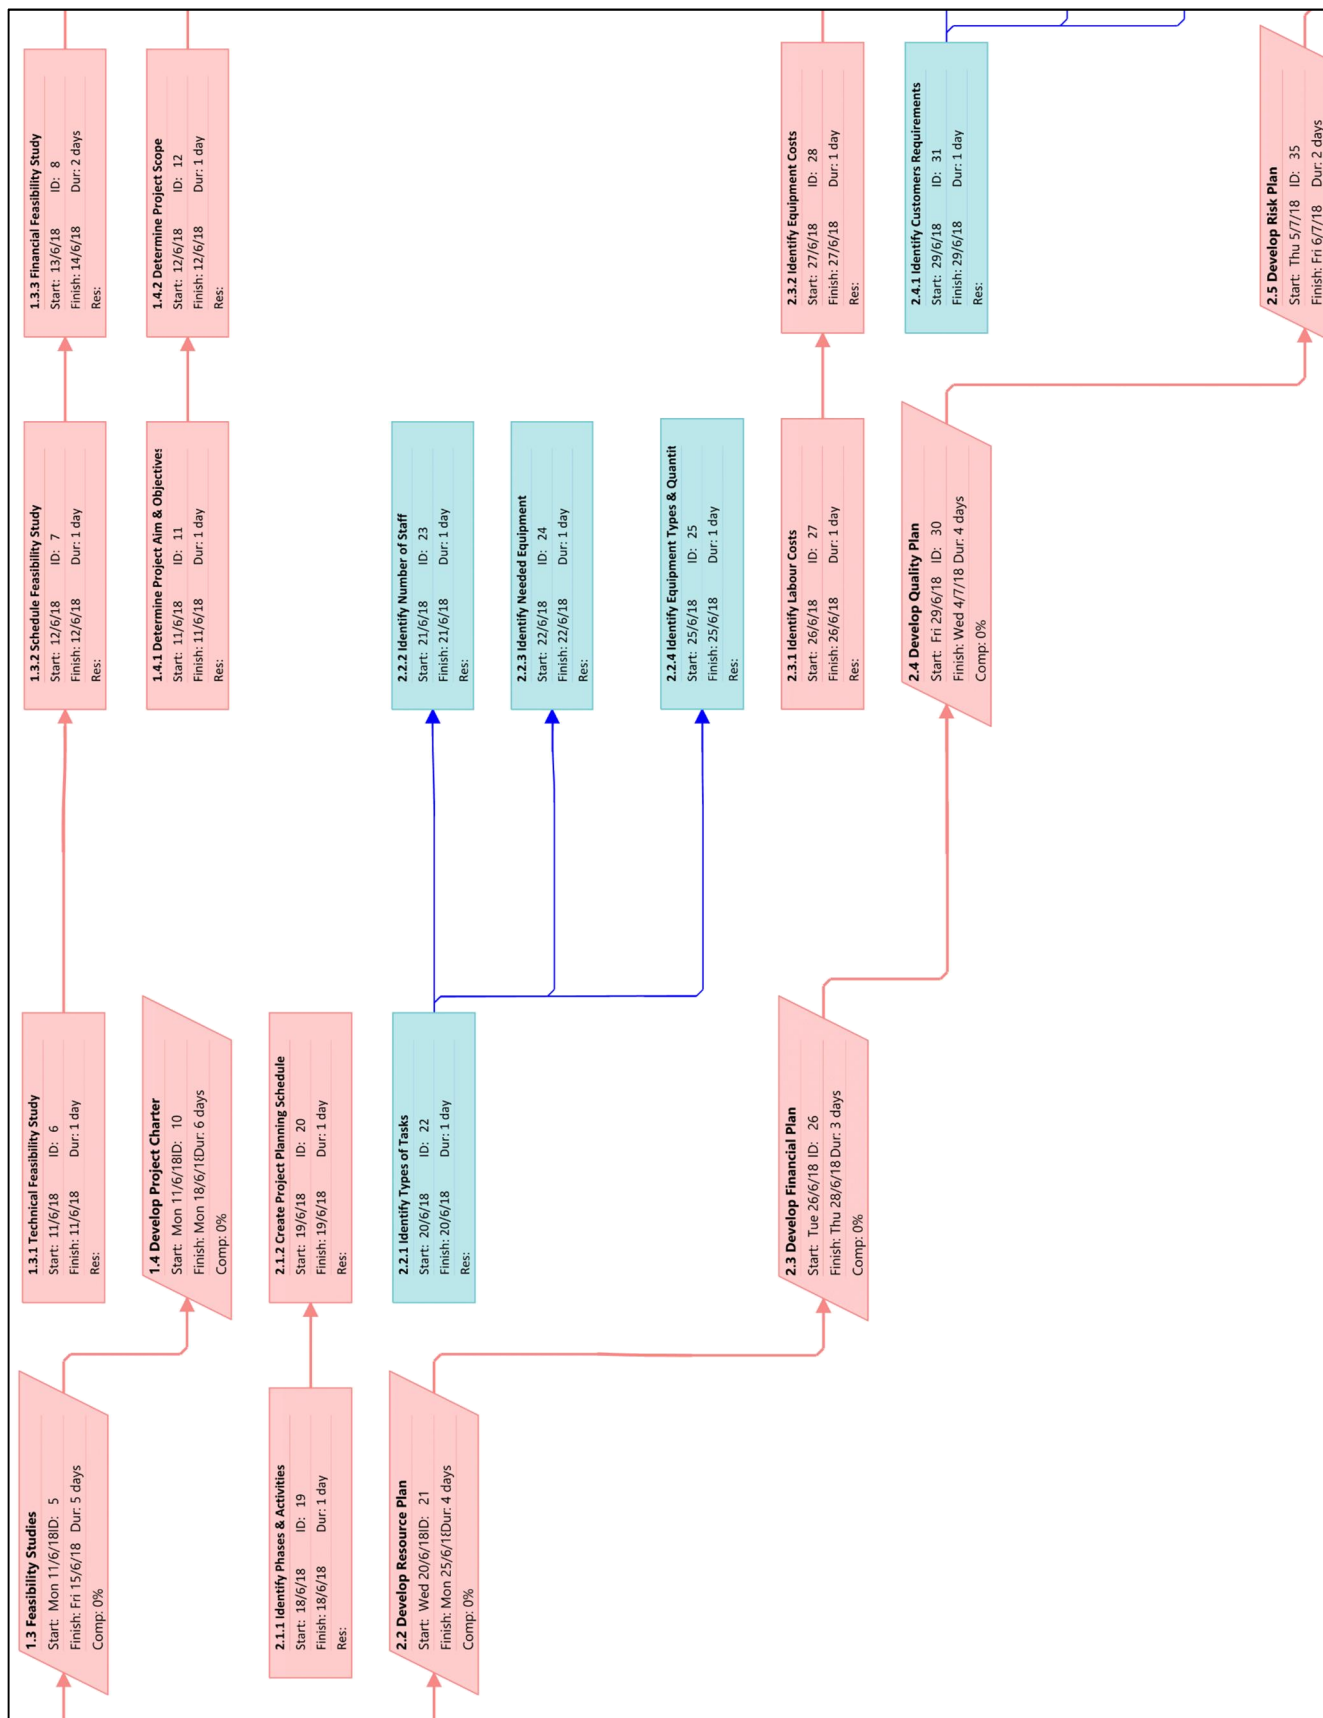 1.3 Feasibility Studies
Start: Mon 11/6/18ID: 5
Finish: Fri 15/6/18 Dur: 5 days
Comp: 0%
1.3.1 Technical Feasibility Study
Start: 11/6/18 ID: 6
Finish: 11/6/18 Dur: 1 day
Res:
1.3.2 Schedule Feasibility Study
Start: 12/6/18 ID: 7
Finish: 12/6/18 Dur: 1 day
Res:
1.3.3 Financial Feasibility Study
Start: 13/6/18 ID: 8
Finish: 14/6/18 Dur: 2 days
Res:
1.4 Develop Project Charter
Start: Mon 11/6/18ID: 10
Finish: Mon 18/6/18Dur: 6 days
Comp: 0%
1.4.1 Determine Project Aim & Objectives
Start: 11/6/18 ID: 11
Finish: 11/6/18 Dur: 1 day
Res:
1.4.2 Determine Project Scope
Start: 12/6/18 ID: 12
Finish: 12/6/18 Dur: 1 day
Res:
2.1.1 Identify Phases & Activities
Start: 18/6/18 ID: 19
Finish: 18/6/18 Dur: 1 day
Res:
2.1.2 Create Project Planning Schedule
Start: 19/6/18 ID: 20
Finish: 19/6/18 Dur: 1 day
Res:
2.2 Develop Resource Plan
Start: Wed 20/6/18ID: 21
Finish: Mon 25/6/18Dur: 4 days
Comp: 0%
2.2.1 Identify Types of Tasks
Start: 20/6/18 ID: 22
Finish: 20/6/18 Dur: 1 day
Res:
2.2.2 Identify Number of Staff
Start: 21/6/18 ID: 23
Finish: 21/6/18 Dur: 1 day
Res:
2.2.3 Identify Needed Equipment
Start: 22/6/18 ID: 24
Finish: 22/6/18 Dur: 1 day
Res:
2.2.4 Identify Equipment Types & Quantit
Start: 25/6/18 ID: 25
Finish: 25/6/18 Dur: 1 day
Res:
2.3 Develop Financial Plan
Start: Tue 26/6/18 ID: 26
Finish: Thu 28/6/18 Dur: 3 days
Comp: 0%
2.3.1 Identify Labour Costs
Start: 26/6/18 ID: 27
Finish: 26/6/18 Dur: 1 day
Res:
2.3.2 Identify Equipment Costs
Start: 27/6/18 ID: 28
Finish: 27/6/18 Dur: 1 day
Res:
2.4 Develop Quality Plan
Start: Fri 29/6/18 ID: 30
Finish: Wed 4/7/18 Dur: 4 days
Comp: 0%
2.4.1 Identify Customers Requirements
Start: 29/6/18 ID: 31
Finish: 29/6/18 Dur: 1 day
Res:
2.5 Develop Risk Plan
Start: Thu 5/7/18 ID: 35
Finish: Fri 6/7/18 Dur: 2 days